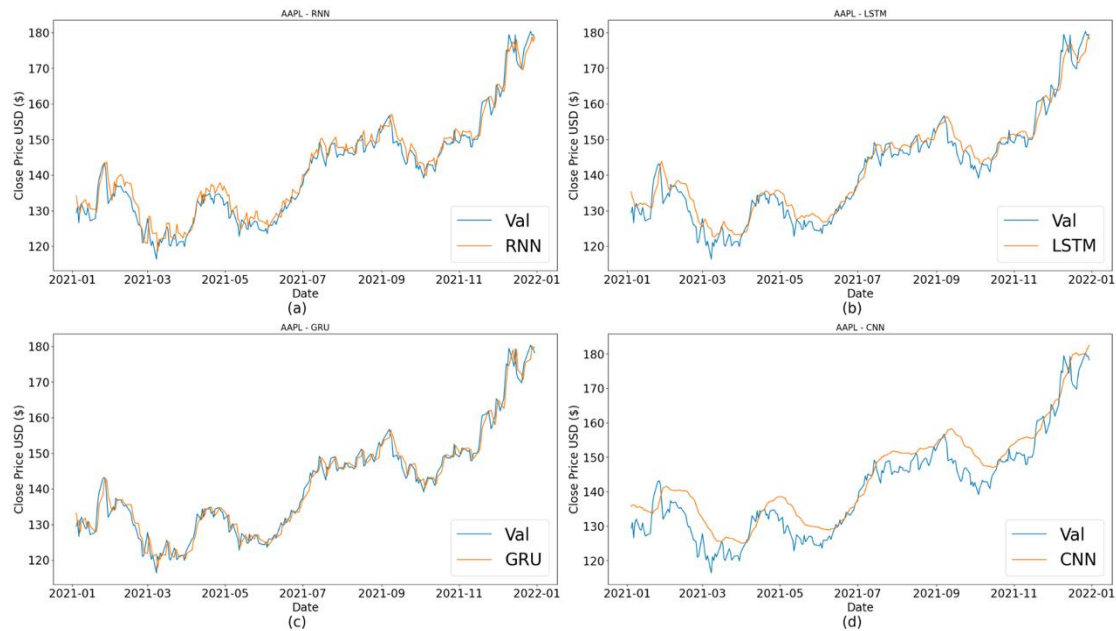 AAPL - RNN
180
170
160
150
140
130
120
Close Price USD ($)
Val
RNN
2021-01 2021-03 2021-05 2021-07 2021-09 2021-11 2022-01
Date
(a)
AAPL - LSTM
180
170
160
150
140
130
120
Close Price USD ($)
Val
LSTM
2021-01 2021-03 2021-05 2021-07 2021-09 2021-11 2022-01
Date
(b)
AAPL - GRU
180
170
160
150
140
130
120
Close Price USD ($)
Val
GRU
2021-01 2021-03 2021-05 2021-07 2021-09 2021-11 2022-01
Date
(c)
AAPL - CNN
180
170
160
150
140
130
120
Close Price USD ($)
Val
CNN
2021-01 2021-03 2021-05 2021-07 2021-09 2021-11 2022-01
Date
(d)